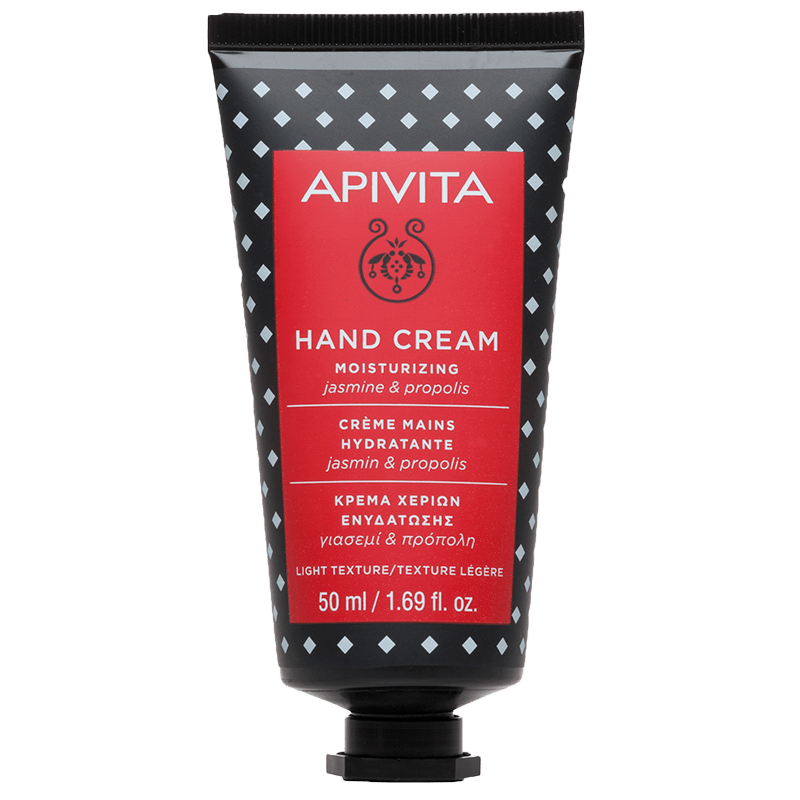 APIVITA
HAND CREAM
MOISTURIZING
jasmine & propolis
CRÈME MAINS
HYDRATANTE
jasmin & propolis
ΚΡΕΜΑ ΧΕΡΙΩΝ
ΕΝΥΔΑΤΩΣΗΣ
γιασεμί & πρόπολη
LIGHT TEXTURE/TEXTURE LÉGÈRE
50 ml / 1.69 fl. oz.